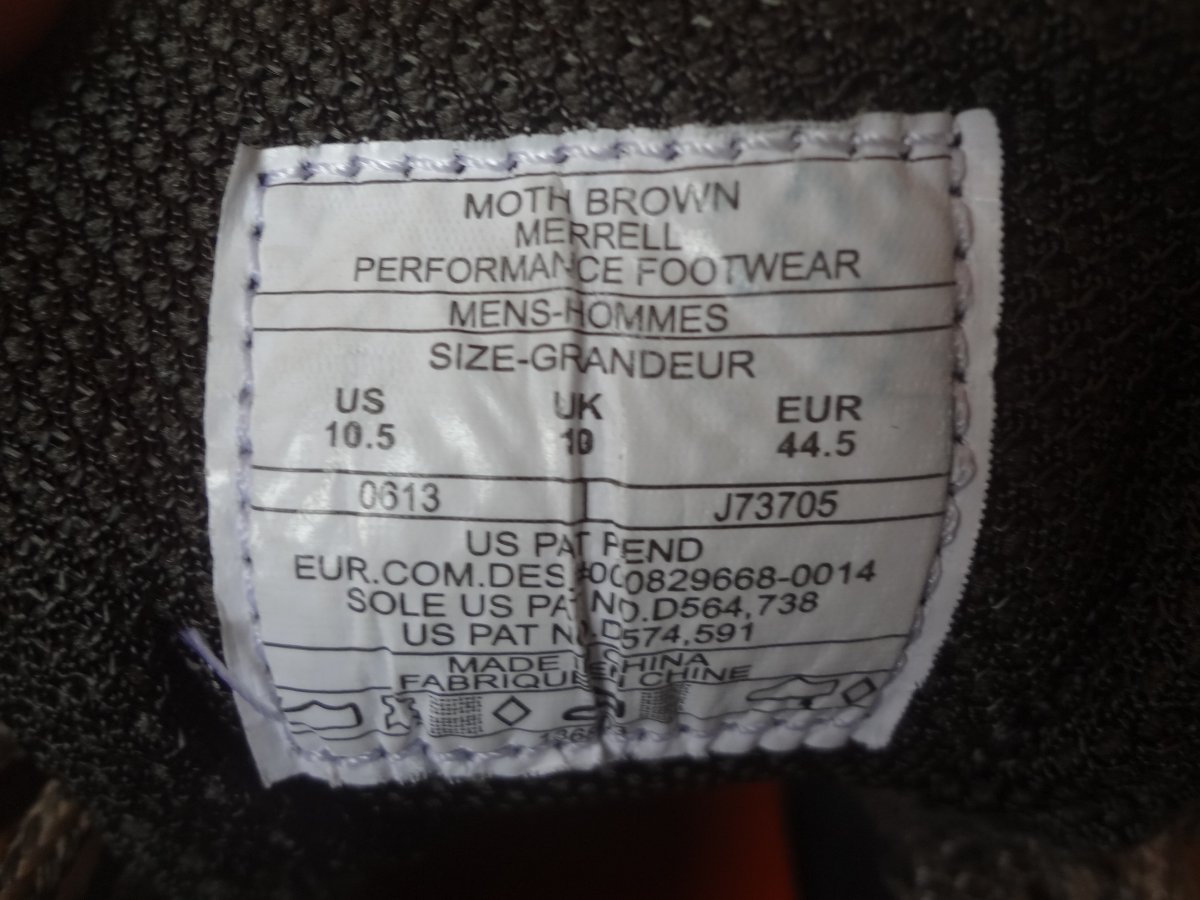 MOTH BROWN
MERRELL
PERFORMANCE FOOTWEAR
MENS-HOMMES
SIZE-GRANDEUR
US UK EUR
10.5 10 44.5
0613 J73705
US PAT PEND
EUR.COM.DES.#000829668-0014
SOLE US PAT NO.D564,738
US PAT NO.D574,591
MADE IN CHINA
FABRIQUE EN CHINE